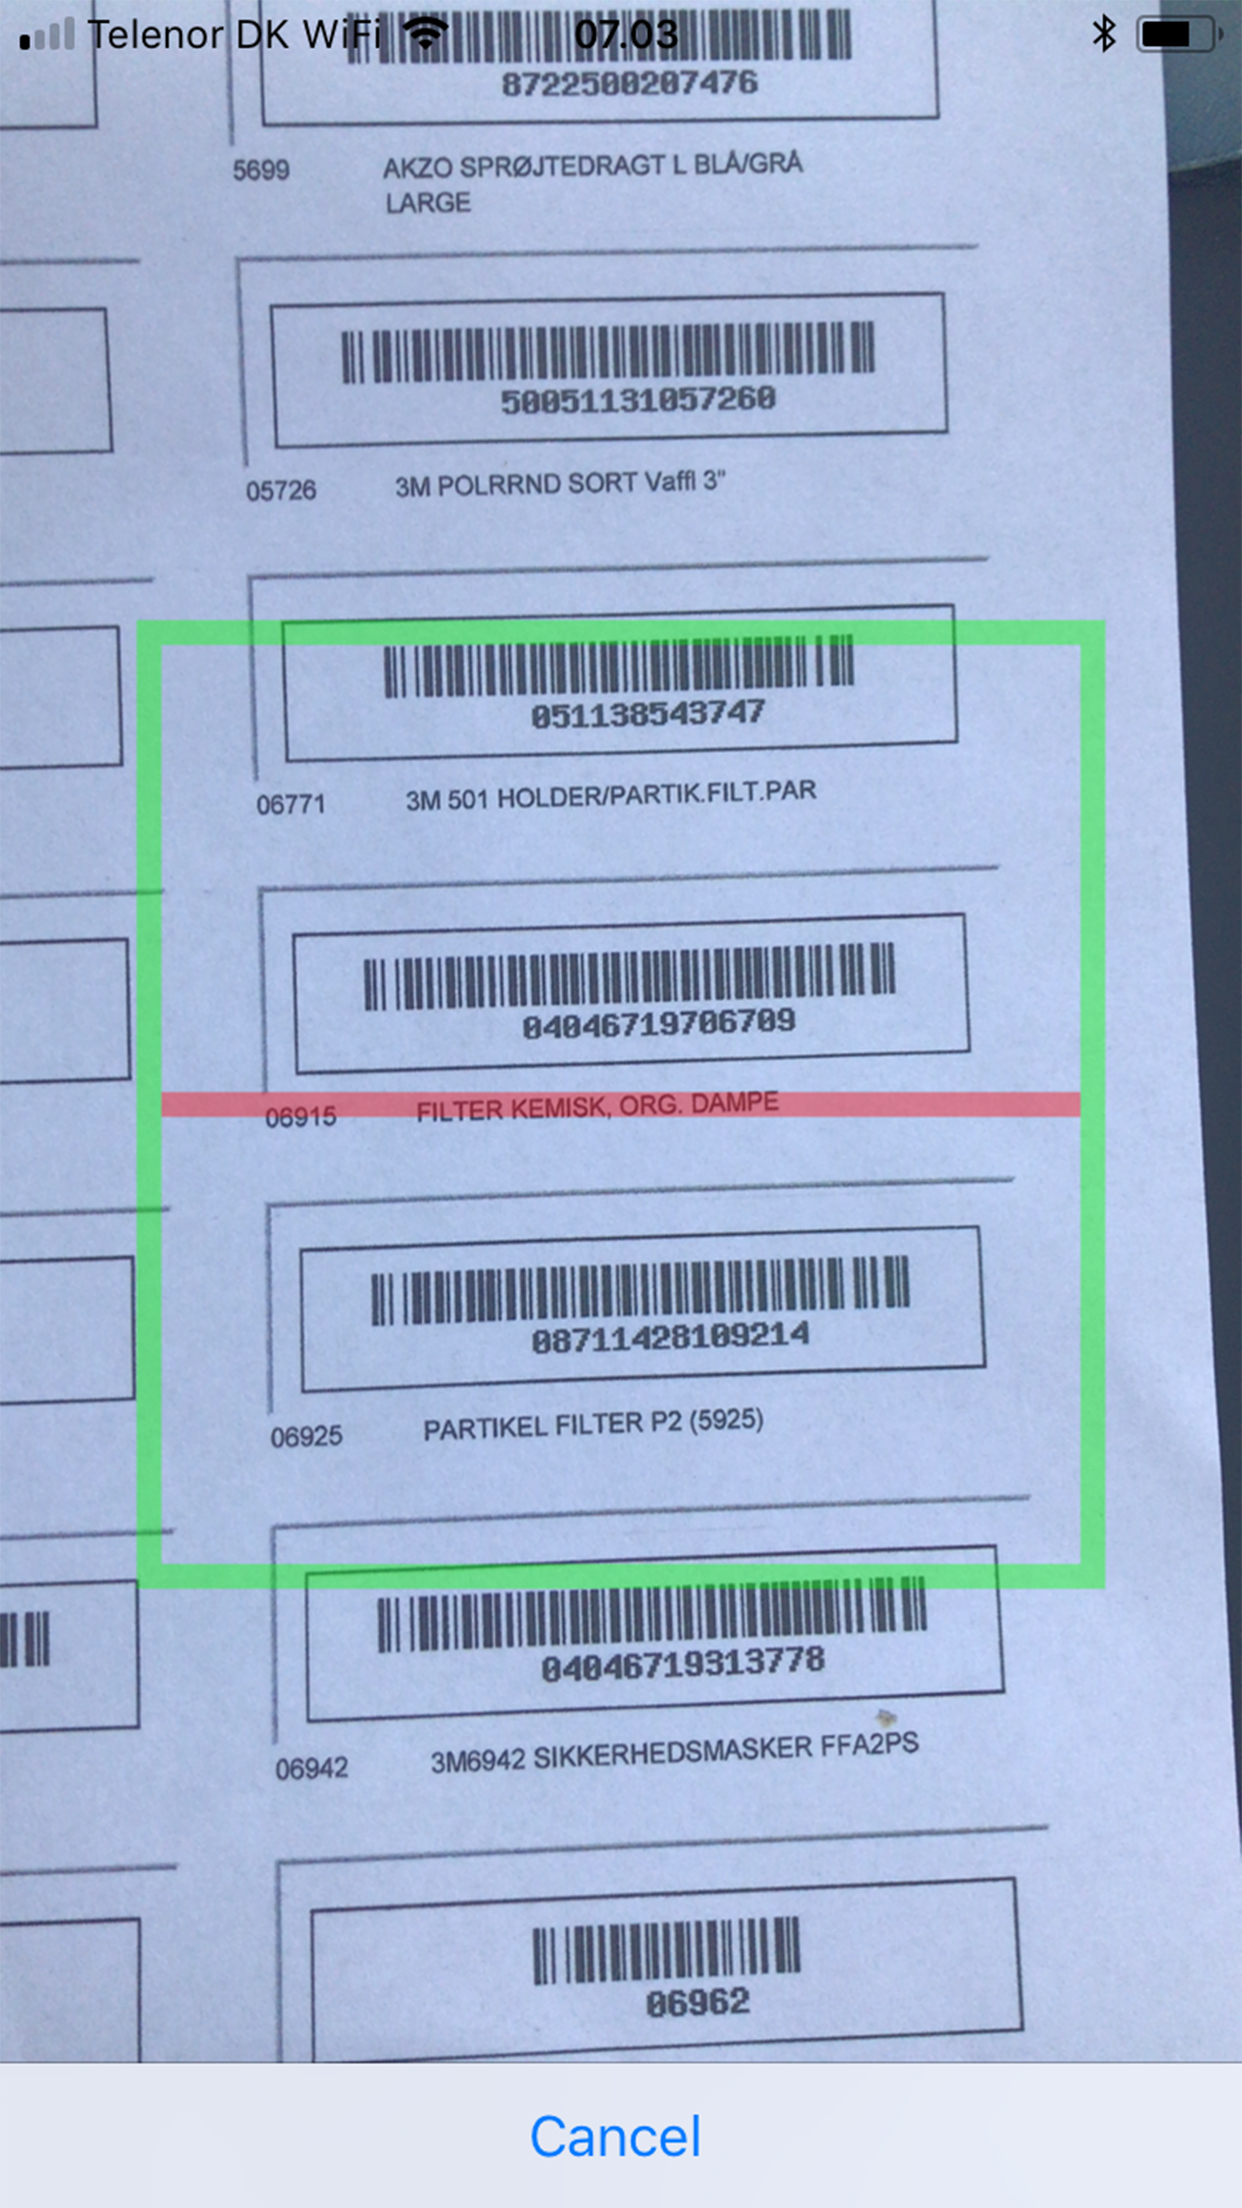 Telenor DK WiFi 07.03
8722500207476
5699 AKZO SPRØJTEDRAGT L BLÅ/GRÅ
LARGE
50051131057260
05726 3M POLRRND SORT Vaffl 3"
051138543747
06771 3M 501 HOLDER/PARTIK.FILT.PAR
04046719706709
06915 FILTER KEMISK, ORG. DAMPE
08711428109214
06925 PARTIKEL FILTER P2 (5925)
04046719313778
06942 3M6942 SIKKERHEDSMASKER FFA2PS
06962
Cancel